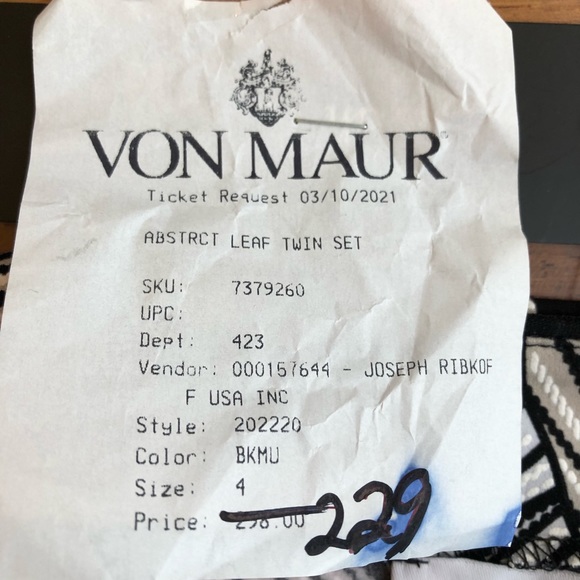 VON MAUR
Ticket Request 03/10/2021
ABSTRCT LEAF TWIN SET
SKU: 7379260
UPC:
Dept: 423
Vendor: 000157644 - JOSEPH RIBKOF
F USA INC
Style: 202220
Color: BKMU
Size: 4
Price: 298.00 229